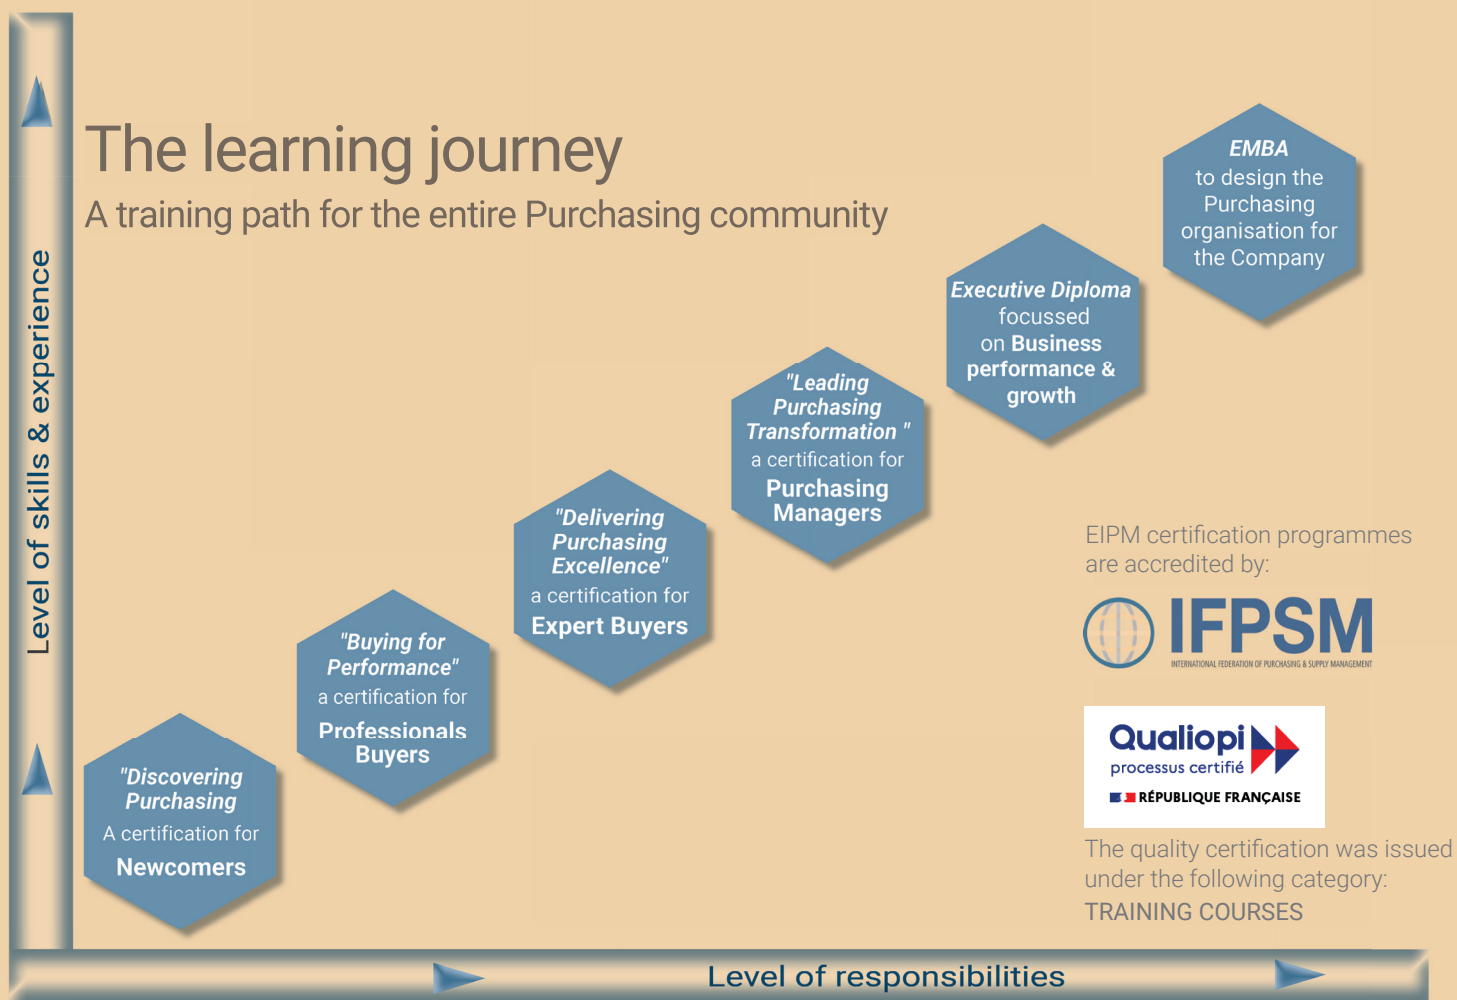 The learning journey
A training path for the entire Purchasing community
Level of skills & experience
EMBA
to design the
Purchasing
organisation for
the Company
Executive Diploma
focussed
on Business
performance &
growth
"Leading
Purchasing
Transformation "
a certification for
Purchasing
Managers
"Delivering
Purchasing
Excellence"
a certification for
Expert Buyers
"Buying for
Performance"
a certification for
Professionals
Buyers
"Discovering
Purchasing
A certification for
Newcomers
EIPM certification programmes
are accredited by:
IFPSM
INTERNATIONAL FEDERATION OF PURCHASING & SUPPLY MANAGEMENT
Qualiopi
processus certifié
RÉPUBLIQUE FRANÇAISE
The quality certification was issued
under the following category:
TRAINING COURSES
Level of responsibilities